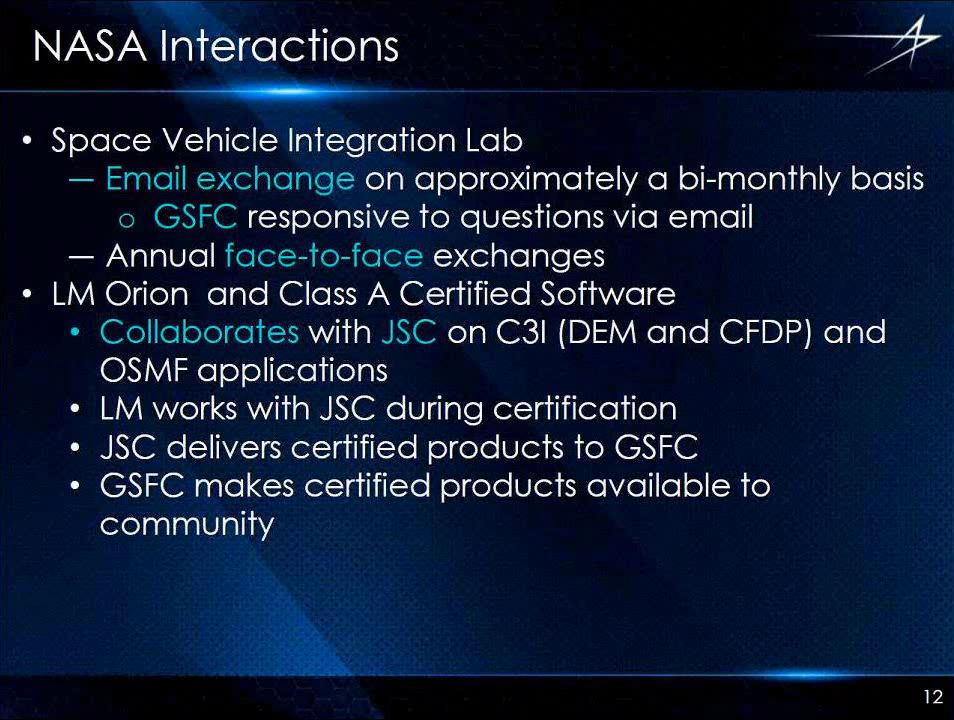 NASA Interactions
• Space Vehicle Integration Lab
— Email exchange on approximately a bi-monthly basis
o GSFC responsive to questions via email
— Annual face-to-face exchanges
• LM Orion and Class A Certified Software
• Collaborates with JSC on C3I (DEM and CFDP) and
OSMF applications
• LM works with JSC during certification
• JSC delivers certified products to GSFC
• GSFC makes certified products available to
community
12